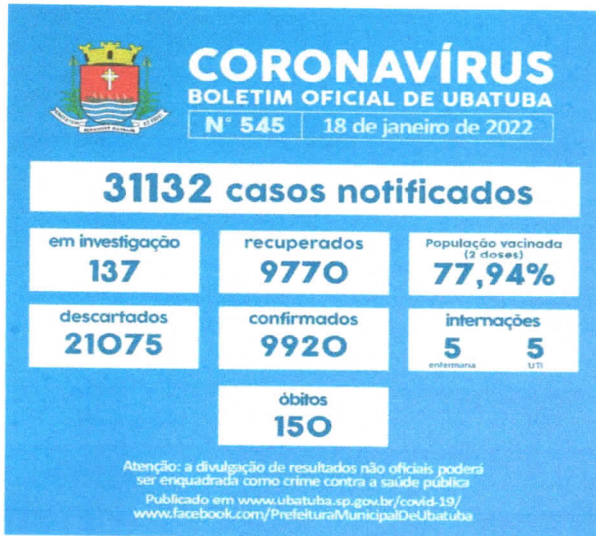 CORONAVÍRUS
BOLETIM OFICIAL DE UBATUBA
N° 545 18 de janeiro de 2022
31132 casos notificados
em investigação
137
recuperados
9770
População vacinada
(2 doses)
77,94%
descartados
21075
confirmados
9920
internações
5 5
enfermaria UTI
óbitos
150
Atenção: a divulgação de resultados não oficiais poderá
ser enquadrada como crime contra a saúde pública
Publicado em www.ubatuba.sp.gov.br/covid-19/
www.facebook.com/PrefeituraMunicipalDeUbatuba